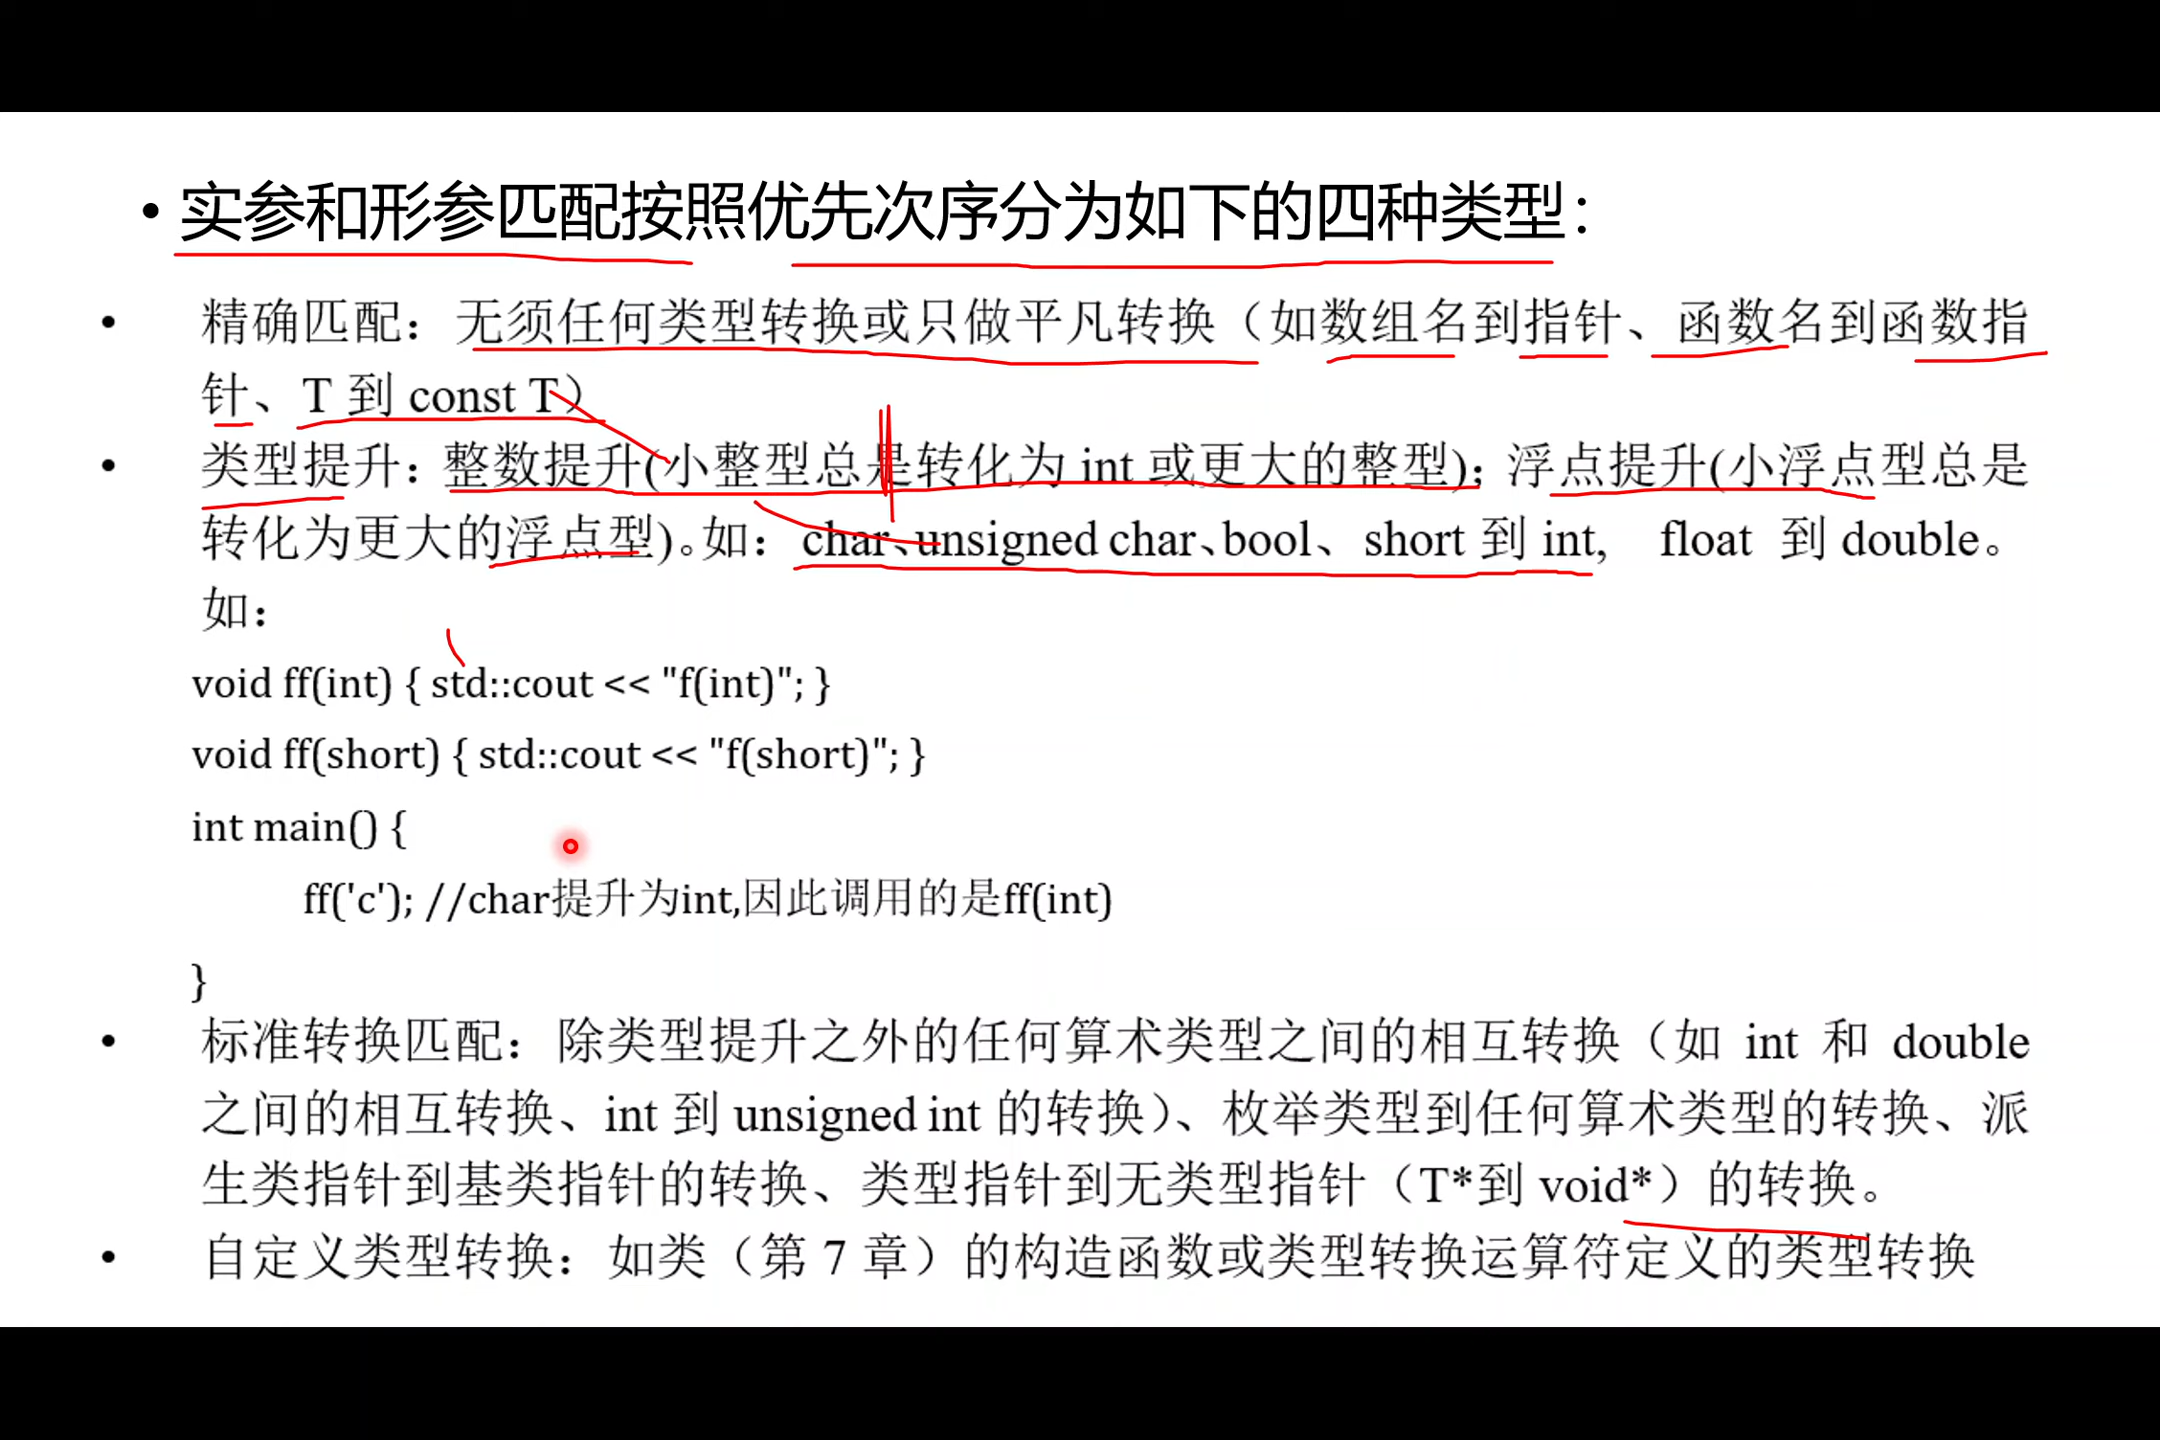 • 实参和形参匹配按照优先次序分为如下的四种类型：
• 精确匹配：无须任何类型转换或只做平凡转换（如数组名到指针、函数名到函数指
针、T 到 const T）
• 类型提升：整数提升(小整型总是转化为 int 或更大的整型)；浮点提升(小浮点型总是
转化为更大的浮点型)。如：char、unsigned char、bool、short 到 int, float 到 double。
如：
void ff(int) { std::cout << "f(int)"; }
void ff(short) { std::cout << "f(short)"; }
int main() {
ff('c'); //char提升为int,因此调用的是ff(int)
}
• 标准转换匹配：除类型提升之外的任何算术类型之间的相互转换（如 int 和 double
之间的相互转换、int 到 unsigned int 的转换）、枚举类型到任何算术类型的转换、派
生类指针到基类指针的转换、类型指针到无类型指针（T*到 void*）的转换。
• 自定义类型转换：如类（第 7 章）的构造函数或类型转换运算符定义的类型转换